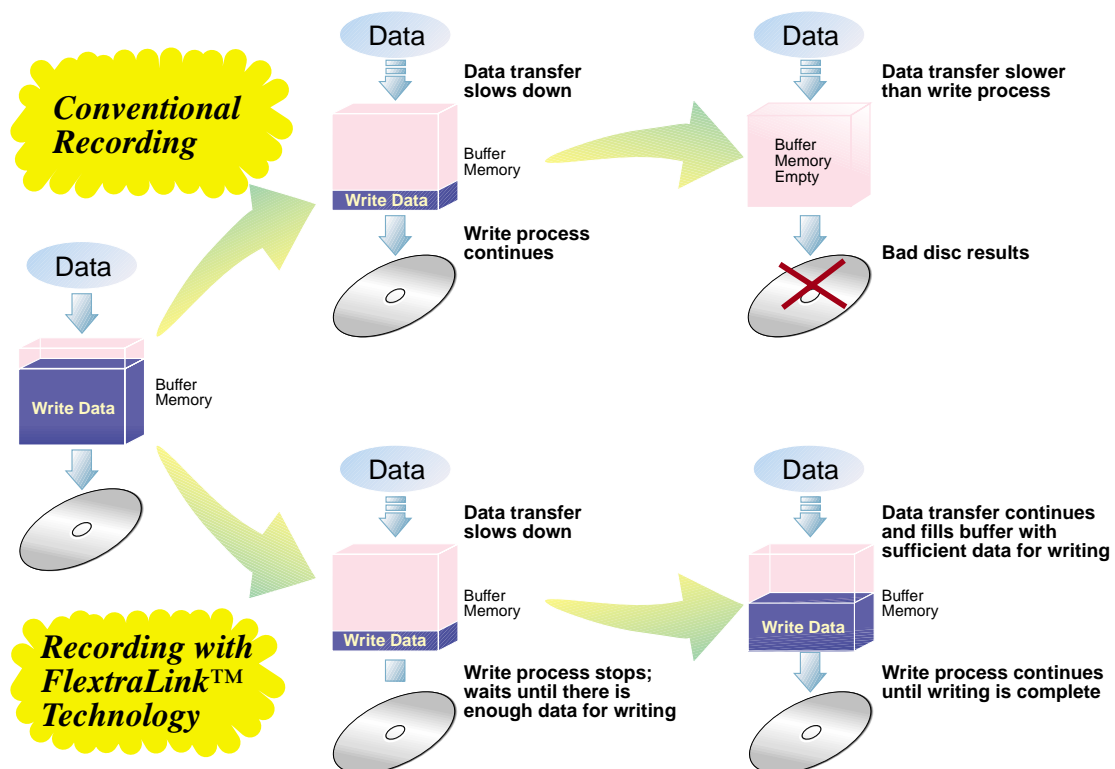 Conventional
Recording
Data
Data transfer
slows down
Buffer
Memory
Write Data
Write process
continues
Data
Data transfer slower
than write process
Buffer
Memory
Empty
Bad disc results
Data
Write Data
Buffer
Memory
Recording with
FlextraLink™
Technology
Data
Data transfer
slows down
Buffer
Memory
Write Data
Write process stops;
waits until there is
enough data for writing
Data
Data transfer continues
and fills buffer with
sufficient data for writing
Buffer
Memory
Write Data
Write process continues
until writing is complete